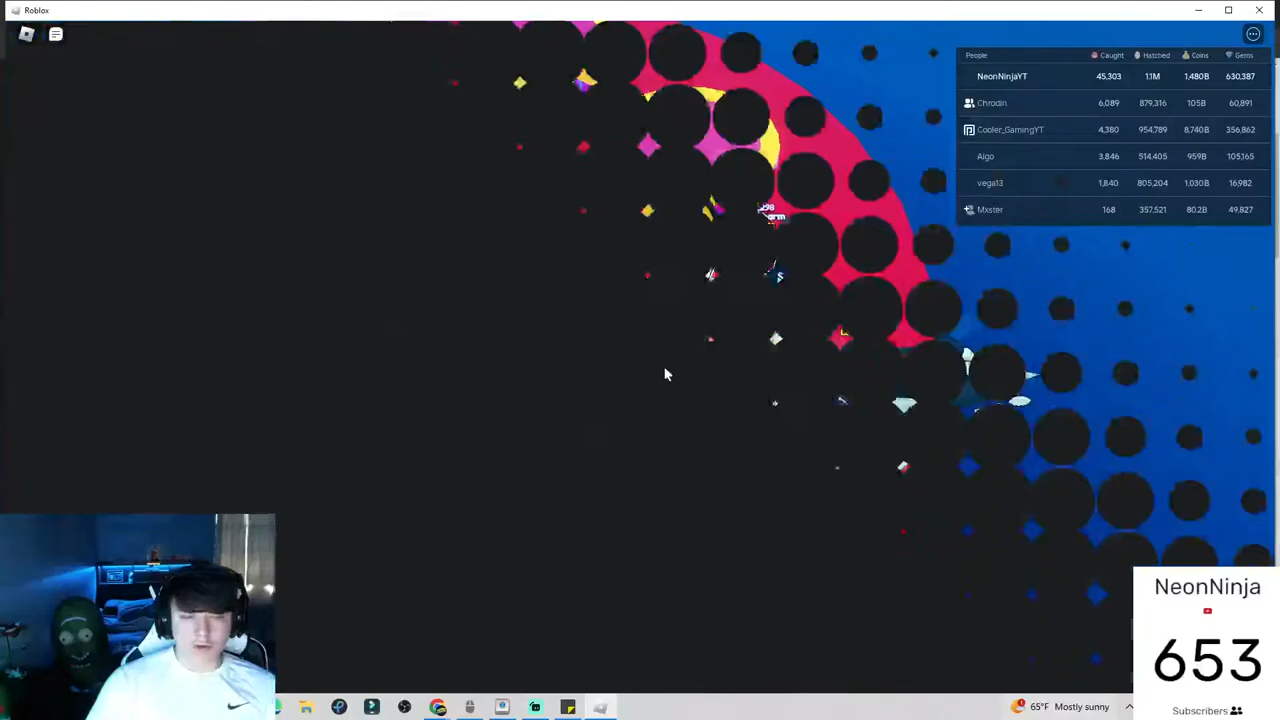 Roblox
People Caught Hatched Coins Gems
NeonNinjaYT 45,303 1.1M 1,480B 630,387
Chrodin 6,089 879,316 105B 60,891
Cooler_GamingYT 4,380 954,789 8,740B 356,862
Algo 3,846 514,405 959B 105,165
vega13 1,840 805,204 1,030B 16,982
Mxster 168 357,521 80.2B 49,827
NeonNinja
653
Subscribers
65°F Mostly sunny